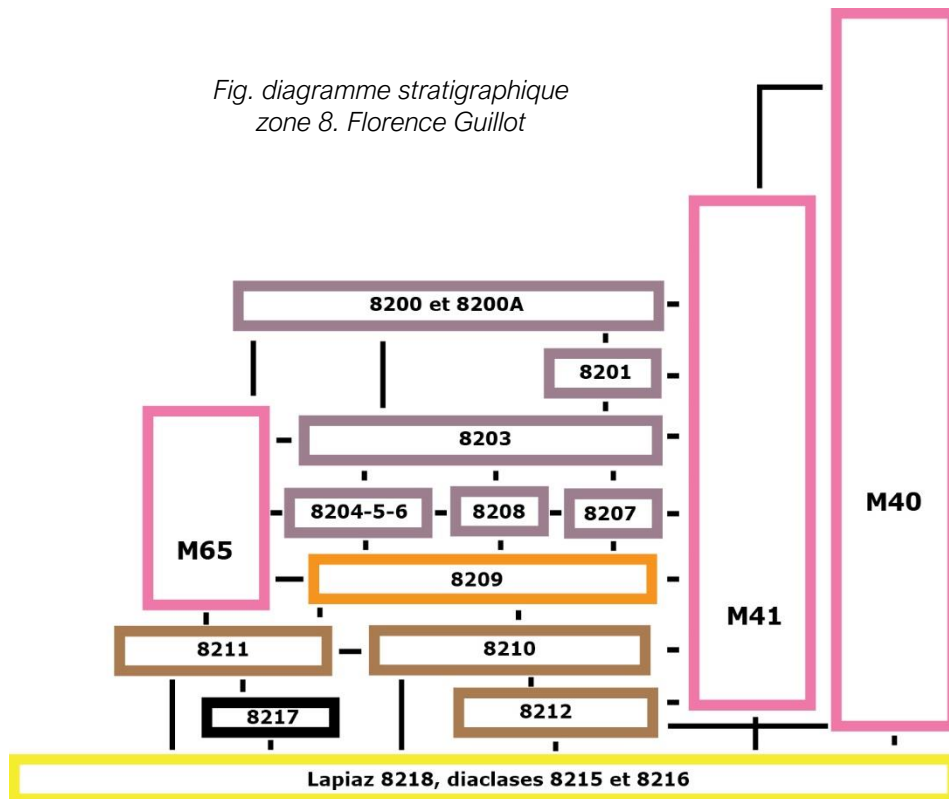 Fig. diagramme stratigraphique
zone 8. Florence Guillot
8200 et 8200A
8201
8203
8204-5-6
8208
8207
M40
M65
8209
M41
8211
8210
8217
8212
Lapiaz 8218, diaclases 8215 et 8216